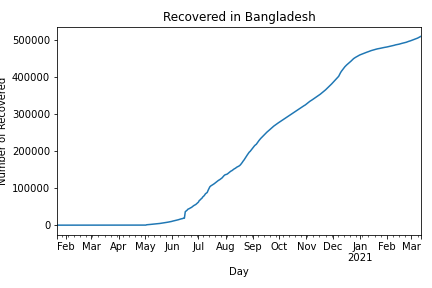 Recovered in Bangladesh
500000
400000
300000
200000
100000
0
Number of Recovered
Feb Mar Apr May Jun Jul Aug Sep Oct Nov Dec Jan Feb Mar
2021
Day